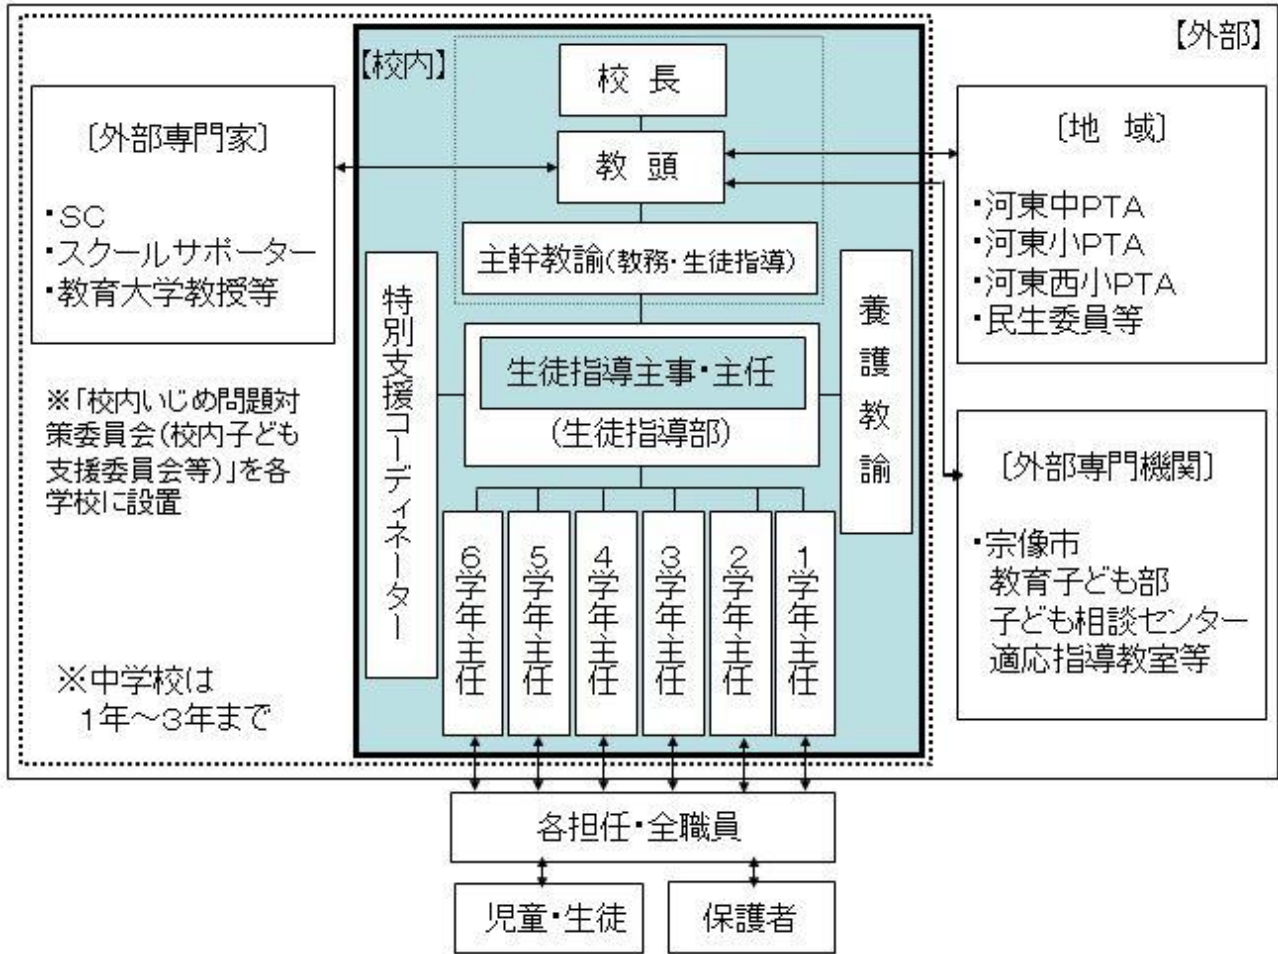 【外部】
【校内】
校 長
教 頭
主幹教諭(教務・生徒指導)
生徒指導主事・主任
(生徒指導部)
特別支援コーディネーター
養護教諭
6学年主任
5学年主任
4学年主任
3学年主任
2学年主任
1学年主任
〔外部専門家〕
・SC
・スクールサポーター
・教育大学教授等
※「校内いじめ問題対
策委員会(校内子ども
支援委員会等)」を各
学校に設置
※中学校は
1年~3年まで
〔地 域〕
・河東中PTA
・河東小PTA
・河東西小PTA
・民生委員等
〔外部専門機関〕
・宗像市
教育子ども部
子ども相談センター
適応指導教室等
各担任・全職員
児童・生徒
保護者